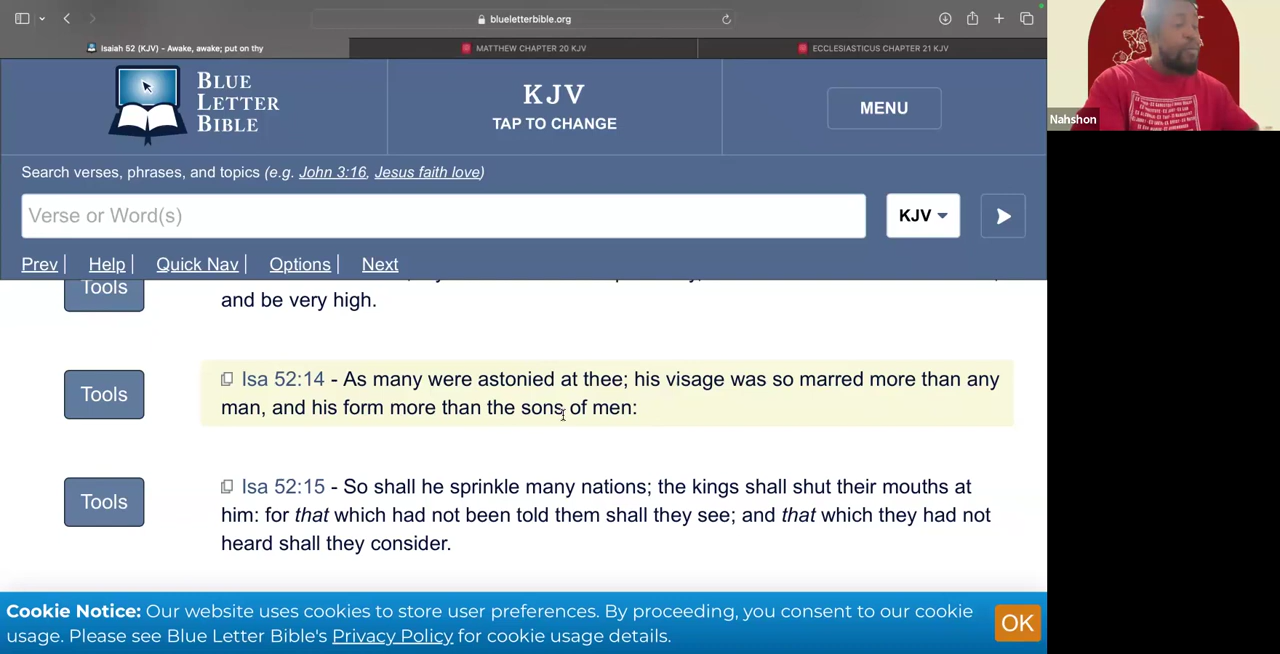 blueletterbible.org
Isaiah 52 (KJV) - Awake, awake; put on thy
MATTHEW CHAPTER 20 KJV
ECCLESIASTICUS CHAPTER 21 KJV
BLUE
LETTER
BIBLE
KJV
TAP TO CHANGE
MENU
Nahshon
Search verses, phrases, and topics (e.g. John 3:16, Jesus faith love)
Verse or Word(s)
KJV
Prev | Help | Quick Nav | Options | Next
Tools
and be very high.
Tools
Isa 52:14 - As many were astonied at thee; his visage was so marred more than any
man, and his form more than the sons of men:
Tools
Isa 52:15 - So shall he sprinkle many nations; the kings shall shut their mouths at
him: for that which had not been told them shall they see; and that which they had not
heard shall they consider.
Cookie Notice: Our website uses cookies to store user preferences. By proceeding, you consent to our cookie
usage. Please see Blue Letter Bible's Privacy Policy for cookie usage details.
OK